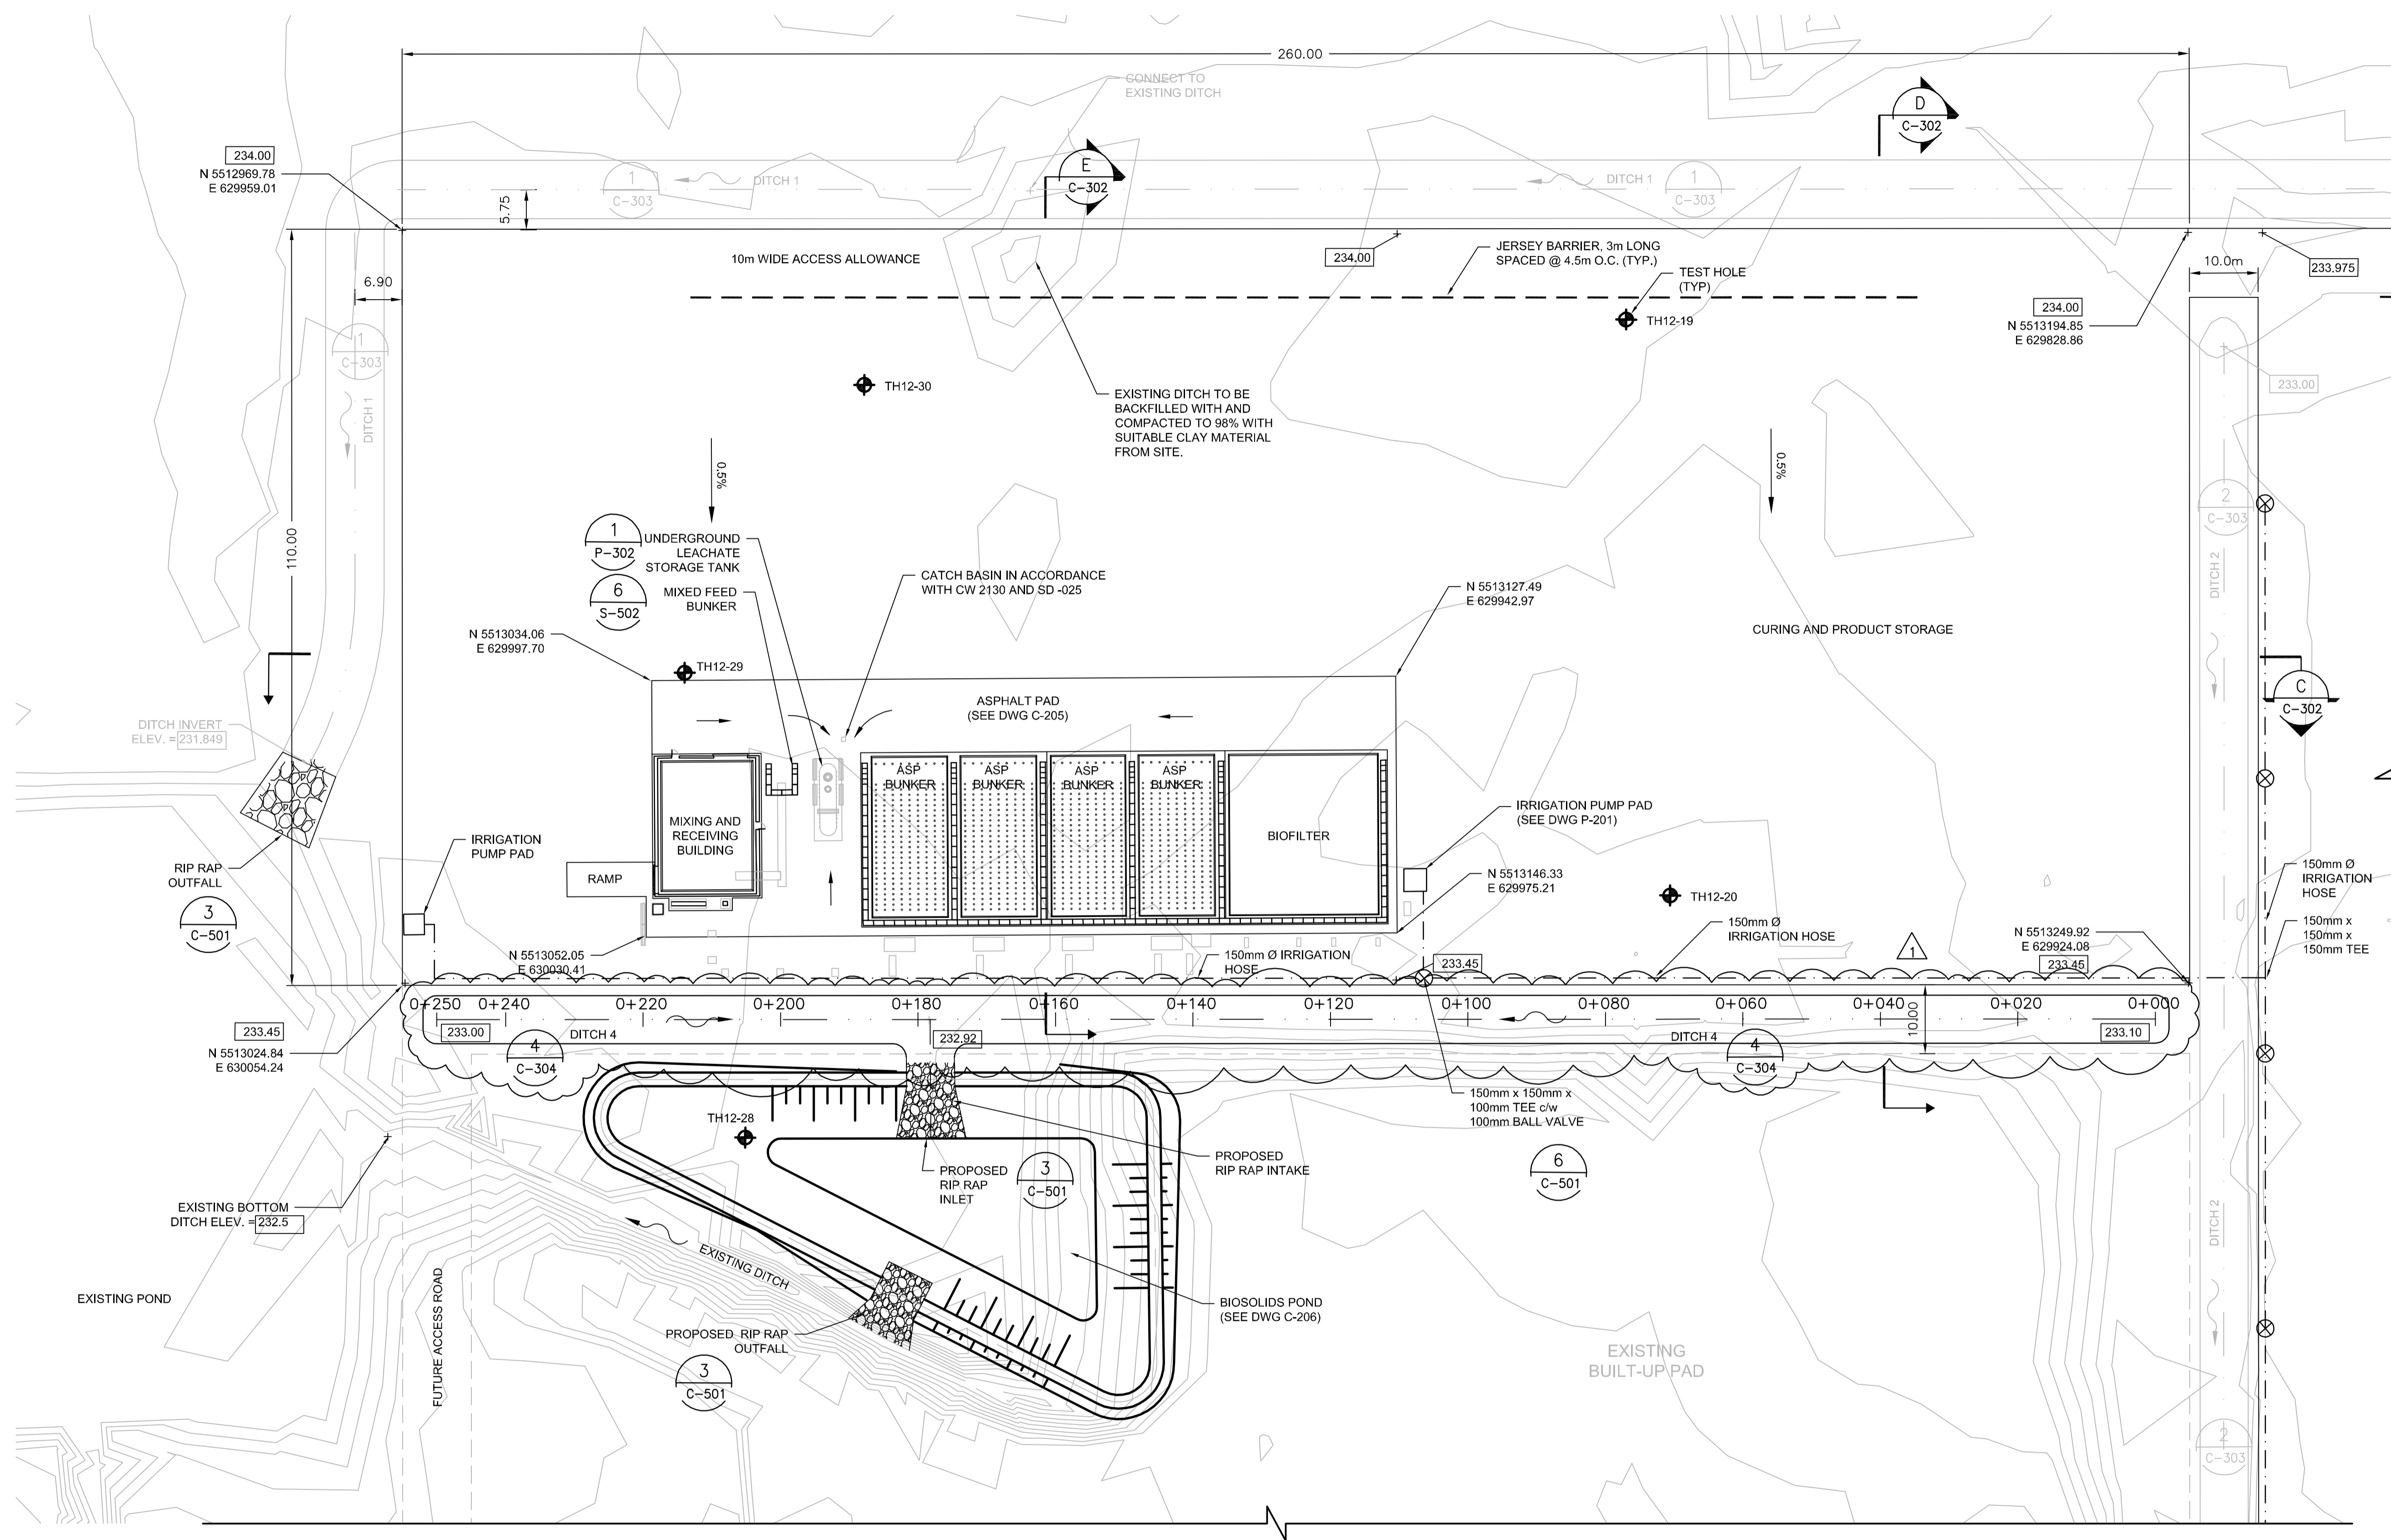 260.00
CONNECT TO
EXISTING DITCH
D
C-302
E
C-302
234.00
N 5512969.78
E 629959.01
1
C-303
DITCH 1
DITCH 1
1
C-303
5.75
10m WIDE ACCESS ALLOWANCE
234.00
JERSEY BARRIER, 3m LONG
SPACED @ 4.5m O.C. (TYP.)
TEST HOLE
(TYP)
TH12-19
10.0m
233.975
6.90
234.00
N 5513194.85
E 629828.86
1
C-303
DITCH 1
TH12-30
EXISTING DITCH TO BE
BACKFILLED WITH AND
COMPACTED TO 98% WITH
SUITABLE CLAY MATERIAL
FROM SITE.
233.00
0.5%
0.5%
2
C-303
110.00
1
P-302
UNDERGROUND
LEACHATE
STORAGE TANK
6
S-502
MIXED FEED
BUNKER
CATCH BASIN IN ACCORDANCE
WITH CW 2130 AND SD -025
N 5513127.49
E 629942.97
DITCH 2
CURING AND PRODUCT STORAGE
N 5513034.06
E 629997.70
TH12-29
ASPHALT PAD
(SEE DWG C-205)
C
C-302
DITCH INVERT
ELEV. = 231.849
ASP
BUNKER
ASP
BUNKER
ASP
BUNKER
ASP
BUNKER
MIXING AND
RECEIVING
BUILDING
BIOFILTER
IRRIGATION PUMP PAD
(SEE DWG P-201)
IRRIGATION
PUMP PAD
RIP RAP
OUTFALL
3
C-501
RAMP
N 5513146.33
E 629975.21
TH12-20
150mm Ø
IRRIGATION
HOSE
150mm x
150mm x
150mm TEE
150mm Ø
IRRIGATION HOSE
N 5513249.92
E 629924.08
233.45
1
N 5513052.05
E 630030.41
150mm Ø IRRIGATION
HOSE
233.45
0+250
0+240
0+220
0+200
0+180
0+160
0+140
0+120
0+100
0+080
0+060
0+040
0+020
0+000
233.45
N 5513024.84
E 630054.24
233.00
DITCH 4
232.92
DITCH 4
10.00
233.10
4
C-304
4
C-304
150mm x 150mm x
100mm TEE c/w
100mm BALL VALVE
TH12-28
PROPOSED
RIP RAP
INLET
3
C-501
PROPOSED
RIP RAP INTAKE
6
C-501
EXISTING BOTTOM
DITCH ELEV. = 232.5
EXISTING DITCH
DITCH 2
EXISTING POND
FUTURE ACCESS ROAD
BIOSOLIDS POND
(SEE DWG C-206)
PROPOSED RIP RAP
OUTFALL
3
C-501
EXISTING
BUILT-UP PAD
2
C-303